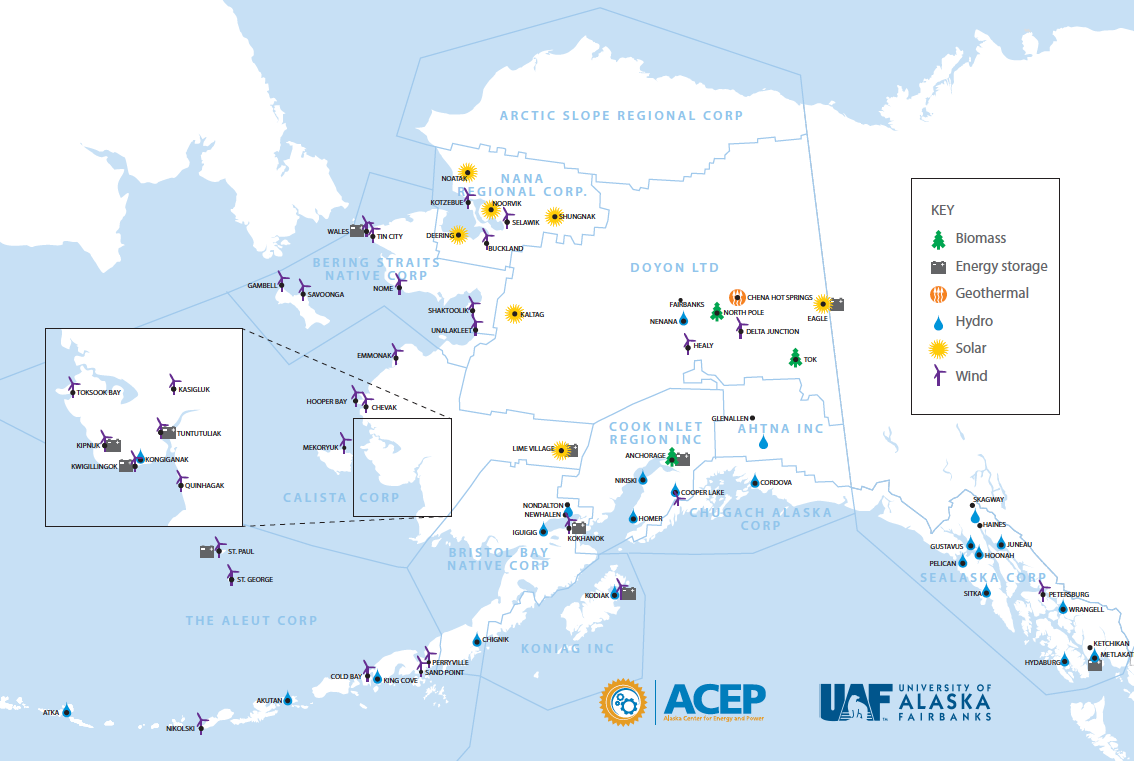 ARCTIC SLOPE REGIONAL CORP
NOATAK
NANA
REGIONAL CORP.
KOTZEBUE
NOORVIK
SELAWIK
SHUNGNAK
WALES
TIN CITY
DEERING
BUCKLAND
BERING STRAITS
NATIVE CORP
DOYON LTD
GAMBELL
SAVOONGA
NOME
SHAKTOOLIK
UNALAKLEET
KALTAG
FAIRBANKS
CHENA HOT SPRINGS
NORTH POLE
EAGLE
NENANA
DELTA JUNCTION
HEALY
TOK
EMMONAK
HOOPER BAY
CHEVAK
MEKORYUK
TOKSOOK BAY
KASIGLUK
TUNTUTULIAK
KIPNUK
KONGIGANAK
KWIGILLINGOK
QUINHAGAK
CALISTA CORP
GLENALLEN
COOK INLET
REGION INC
AHTNA INC
LIME VILLAGE
ANCHORAGE
NIKISKI
COOPER LAKE
CORDOVA
CHUGACH ALASKA
CORP
NONDALTON
NEWHALEN
HOMER
IGUIGIG
KOKHANOK
BRISTOL BAY
NATIVE CORP
ST. PAUL
ST. GEORGE
THE ALEUT CORP
KODIAK
KONIAG INC
CHIGNIK
PERRYVILLE
SAND POINT
COLD BAY
KING COVE
AKUTAN
ATKA
NIKOLSKI
SKAGWAY
HAINES
GUSTAVUS
JUNEAU
HOONAH
PELICAN
SEALASKA CORP
SITKA
PETERSBURG
WRANGELL
KETCHIKAN
METLAKAT
HYDABURG
KEY
Biomass
Energy storage
Geothermal
Hydro
Solar
Wind
ACEP
Alaska Center for Energy and Power
UAF
UNIVERSITY OF
ALASKA
FAIRBANKS